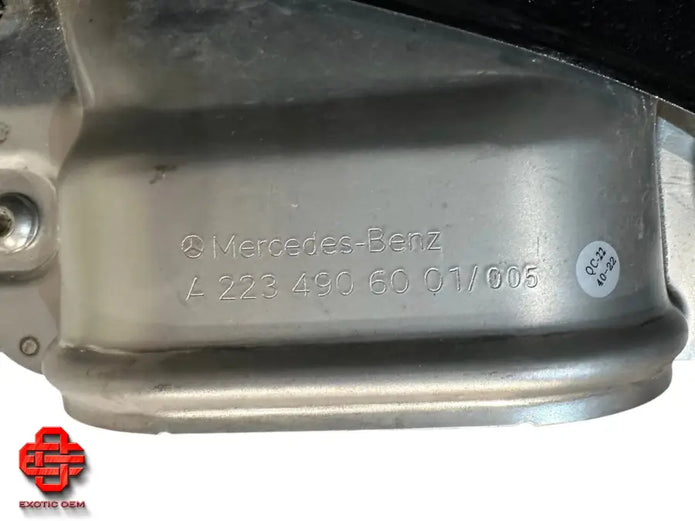 Mercedes-Benz
A 223 490 60 01/005
QC-22
40-22
EXOTIC OEM